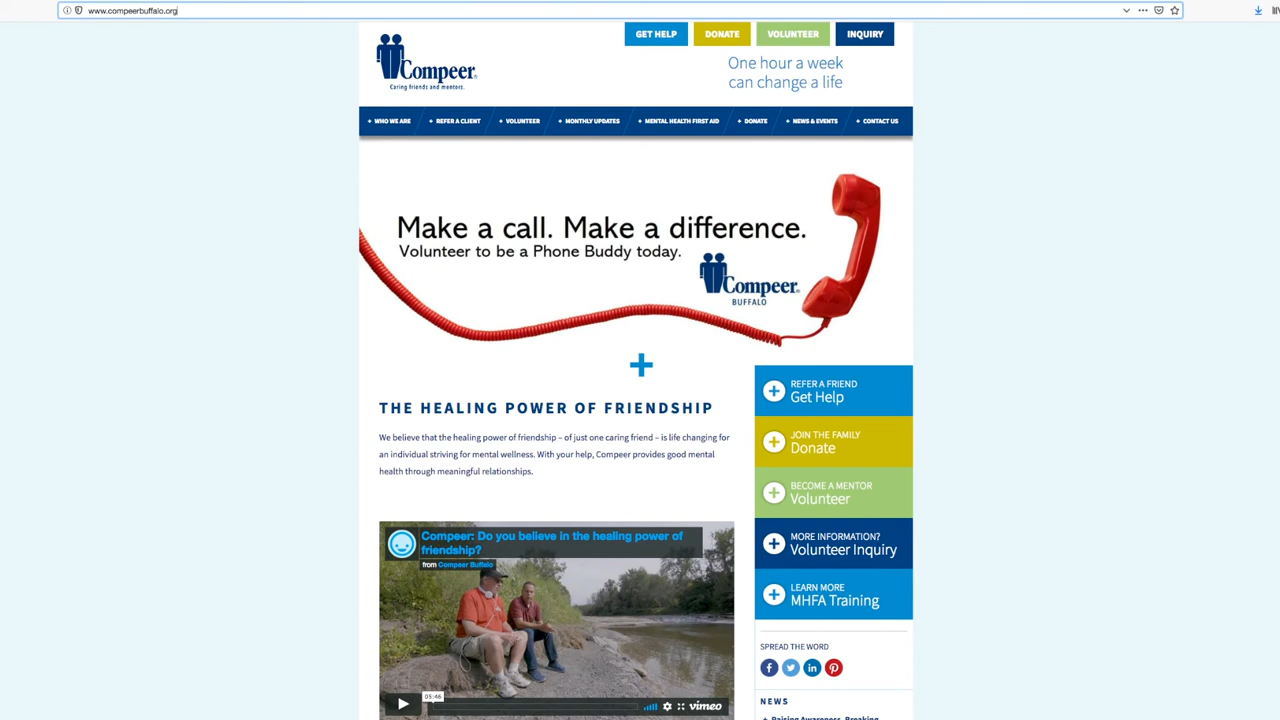 www.compeerbuffalo.org
GET HELP
DONATE
VOLUNTEER
INQUIRY
Compeer
Caring friends and mentors.
One hour a week
can change a life
WHO WE ARE
REFER A CLIENT
VOLUNTEER
MONTHLY UPDATES
MENTAL HEALTH FIRST AID
DONATE
NEWS & EVENTS
CONTACT US
Make a call. Make a difference.
Volunteer to be a Phone Buddy today.
Compeer
BUFFALO
THE HEALING POWER OF FRIENDSHIP
We believe that the healing power of friendship – of just one caring friend – is life changing for
an individual striving for mental wellness. With your help, Compeer provides good mental
health through meaningful relationships.
Compeer: Do you believe in the healing power of
friendship?
from Compeer Buffalo
05:46
vimeo
REFER A FRIEND
Get Help
JOIN THE FAMILY
Donate
BECOME A MENTOR
Volunteer
MORE INFORMATION?
Volunteer Inquiry
LEARN MORE
MHFA Training
SPREAD THE WORD
NEWS
Raising Awareness, Breaking